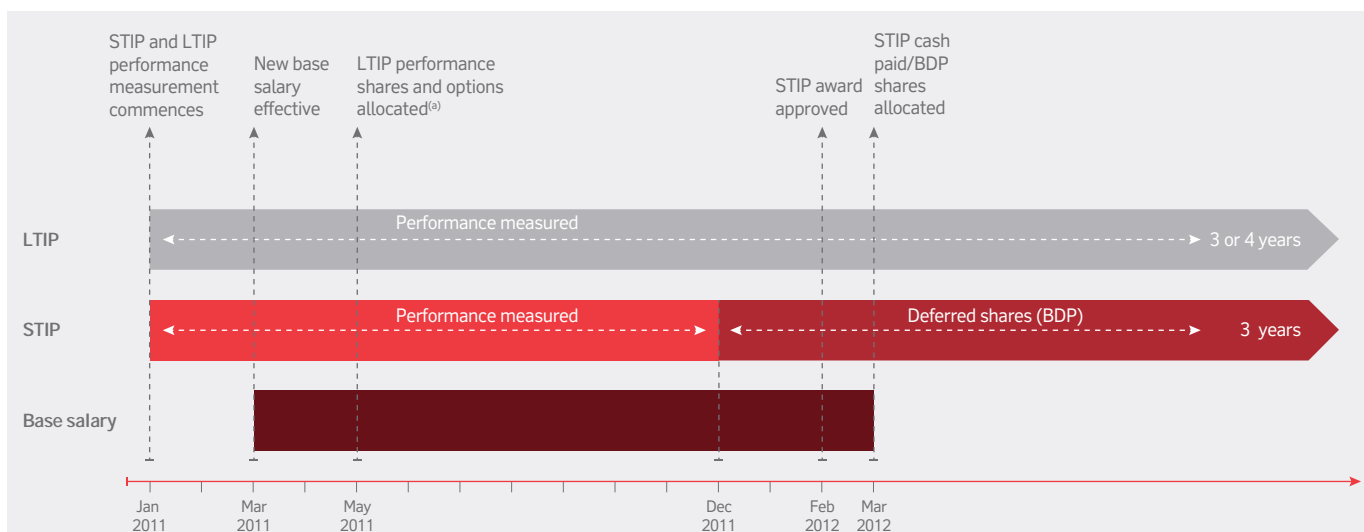 STIP and LTIP
performance
measurement
commences
New base
salary
effective
LTIP performance
shares and options
allocated(a)
STIP award
approved
STIP cash
paid/BDP
shares
allocated
LTIP
Performance measured
3 or 4 years
STIP
Performance measured
Deferred shares (BDP)
3 years
Base salary
Jan
2011
Mar
2011
May
2011
Dec
2011
Feb
2012
Mar
2012